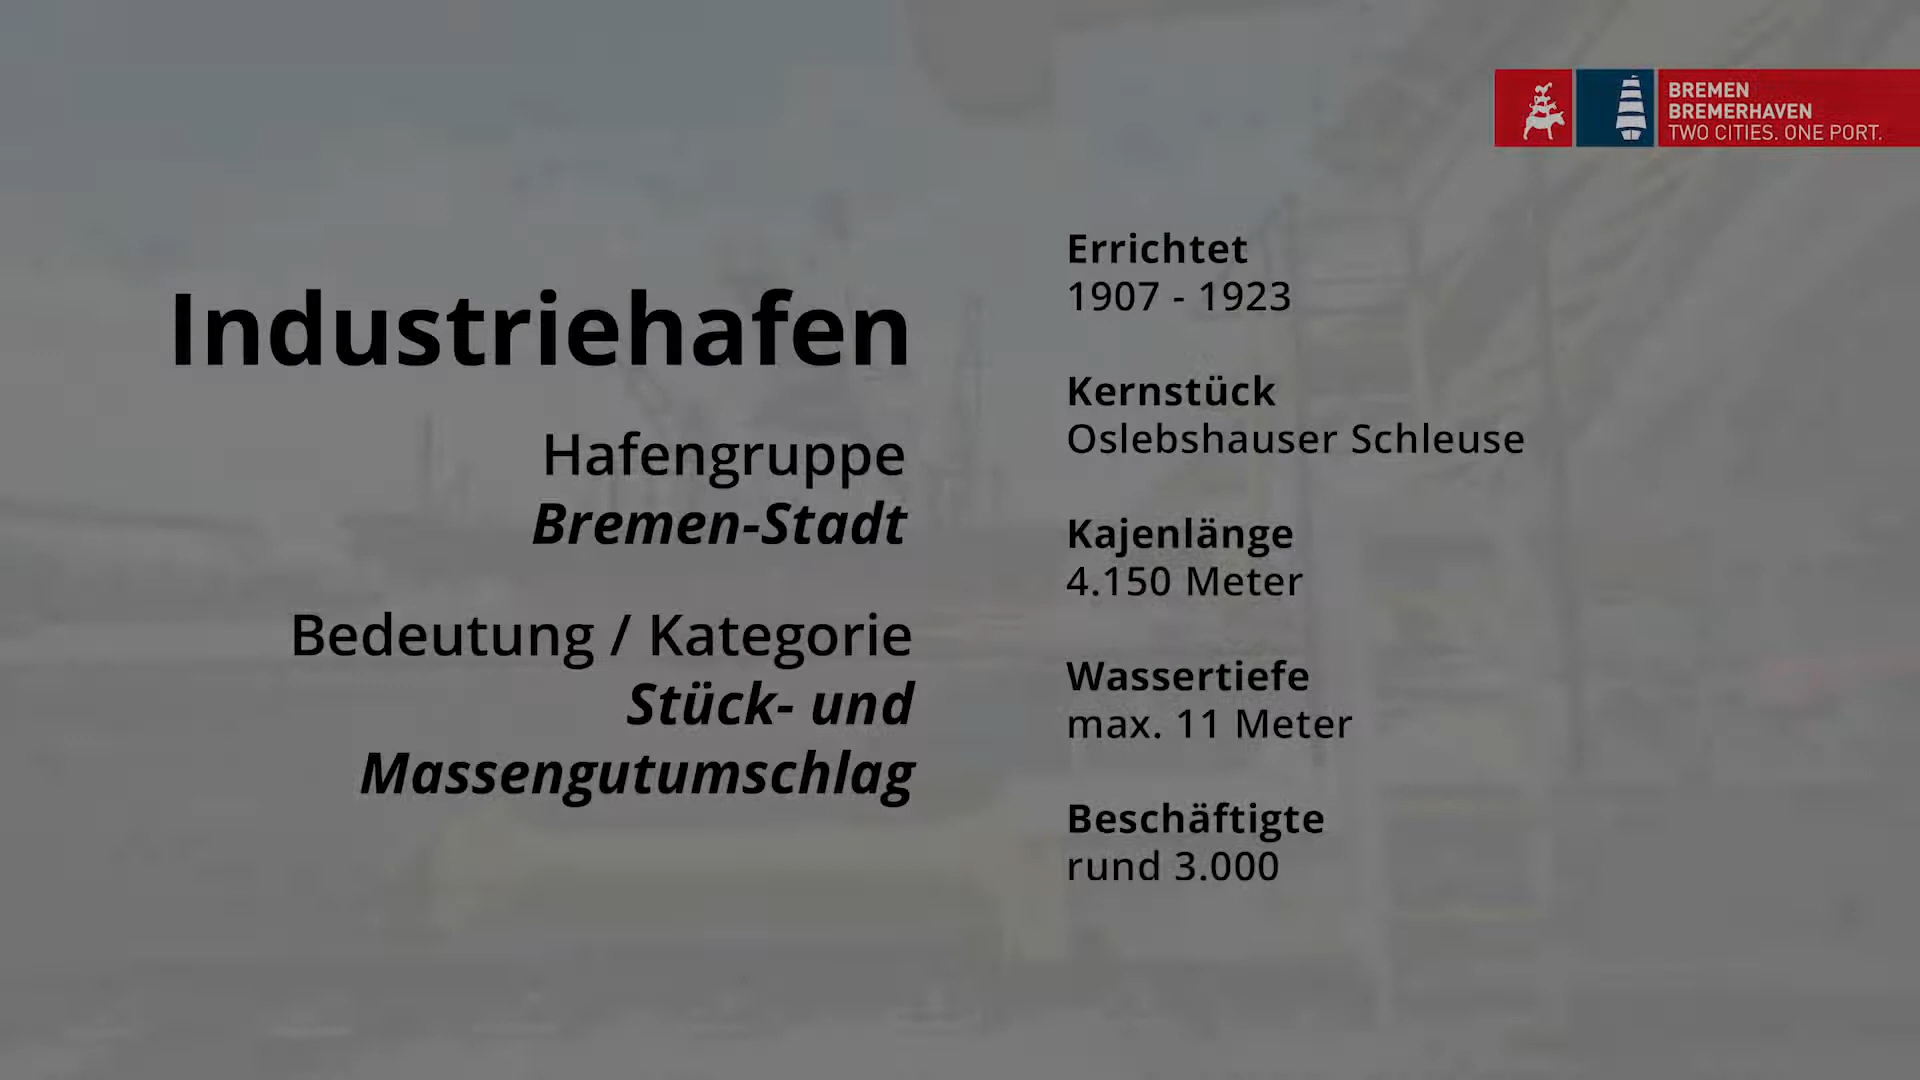 BREMEN
BREMERHAVEN
TWO CITIES. ONE PORT.
Industriehafen
Hafengruppe
Bremen-Stadt
Bedeutung / Kategorie
Stück- und
Massengutumschlag
Errichtet
1907 - 1923
Kernstück
Oslebshauser Schleuse
Kajenlänge
4.150 Meter
Wassertiefe
max. 11 Meter
Beschäftigte
rund 3.000